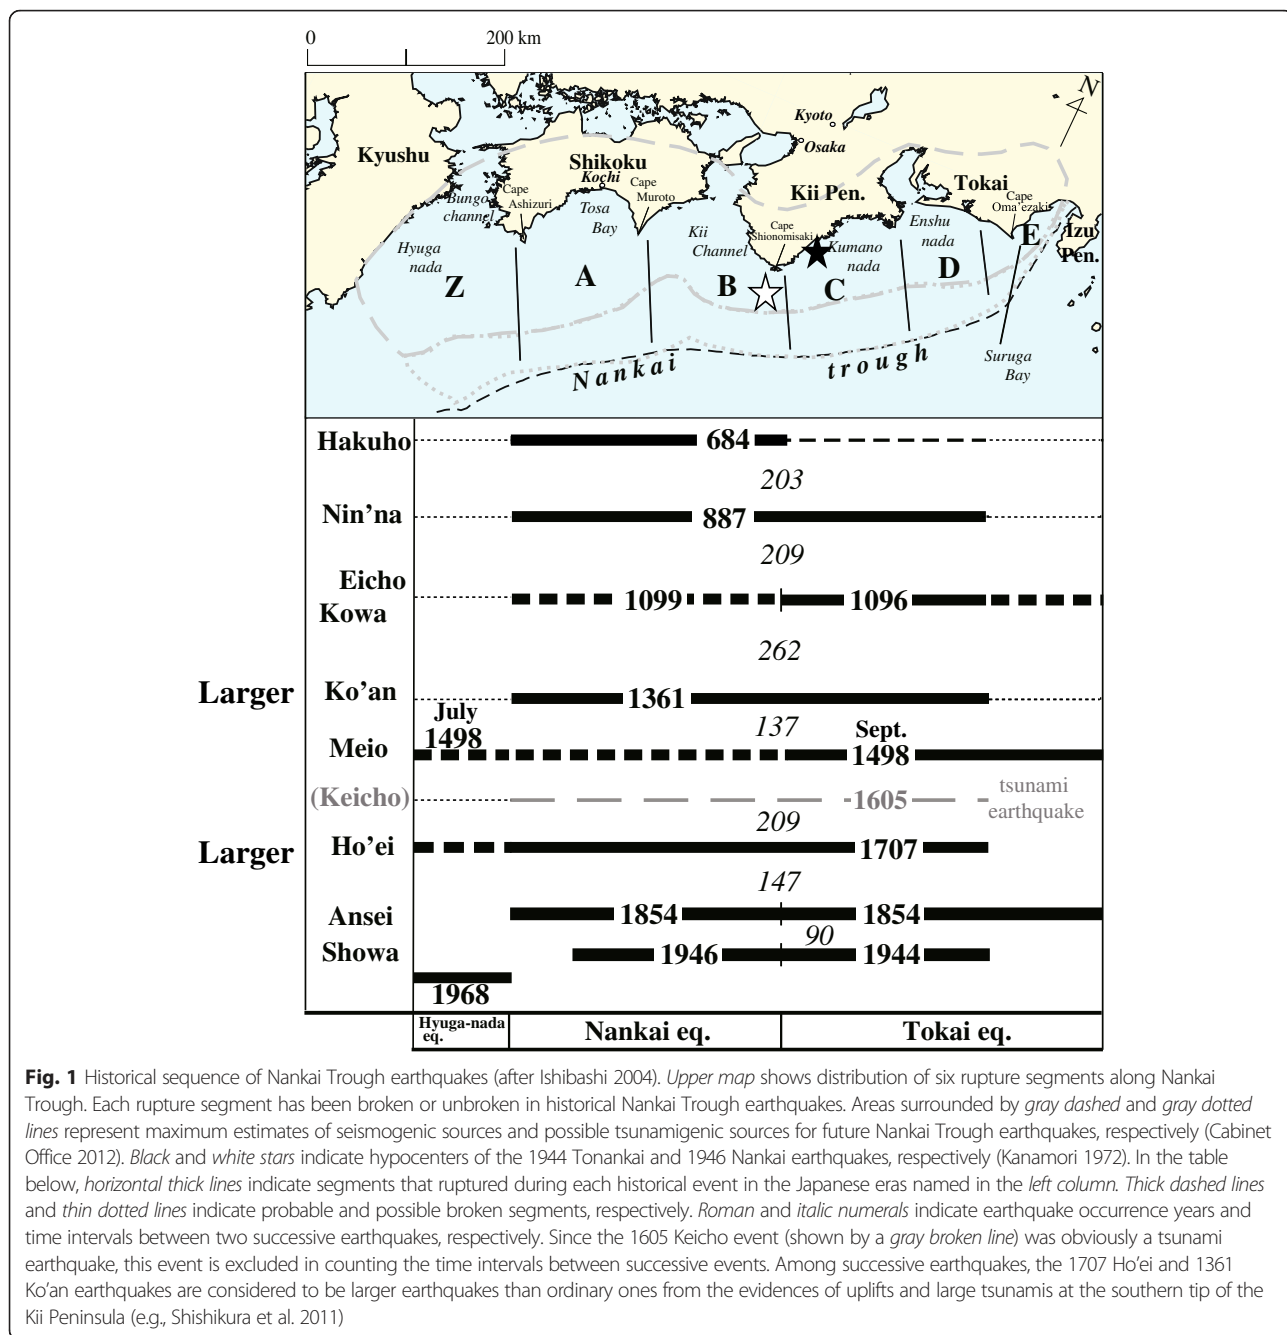 0 200 km
N
Kyoto
Osaka
Kyushu
Shikoku
Kochi
Cape
Ashizuri
Cape
Muroto
Kii Pen.
Tokai
Cape
Oma'ezaki
Bungo
channel
Tosa
Bay
Hyuga
nada
Kii
Channel
Cape
Shionomisaki
Kumano
nada
Enshu
nada
Izu
Pen.
Z A B C D E
Nankai trough
Suruga
Bay
Hakuho 684
203
Nin'na 887
209
Eicho
Kowa 1099 1096
262
Larger Ko'an 1361
July
1498
137
Sept.
1498
Meio
(Keicho) 1605 tsunami
earthquake
209
Larger Ho'ei 1707
147
Ansei 1854 1854
90
Showa 1946 1944
1968
Hyuga-nada
eq.
Nankai eq. Tokai eq.
Fig. 1 Historical sequence of Nankai Trough earthquakes (after Ishibashi 2004). Upper map shows distribution of six rupture segments along Nankai
Trough. Each rupture segment has been broken or unbroken in historical Nankai Trough earthquakes. Areas surrounded by gray dashed and gray dotted
lines represent maximum estimates of seismogenic sources and possible tsunamigenic sources for future Nankai Trough earthquakes, respectively (Cabinet
Office 2012). Black and white stars indicate hypocenters of the 1944 Tonankai and 1946 Nankai earthquakes, respectively (Kanamori 1972). In the table
below, horizontal thick lines indicate segments that ruptured during each historical event in the Japanese eras named in the left column. Thick dashed lines
and thin dotted lines indicate probable and possible broken segments, respectively. Roman and italic numerals indicate earthquake occurrence years and
time intervals between two successive earthquakes, respectively. Since the 1605 Keicho event (shown by a gray broken line) was obviously a tsunami
earthquake, this event is excluded in counting the time intervals between successive events. Among successive earthquakes, the 1707 Ho'ei and 1361
Ko'an earthquakes are considered to be larger earthquakes than ordinary ones from the evidences of uplifts and large tsunamis at the southern tip of the
Kii Peninsula (e.g., Shishikura et al. 2011)